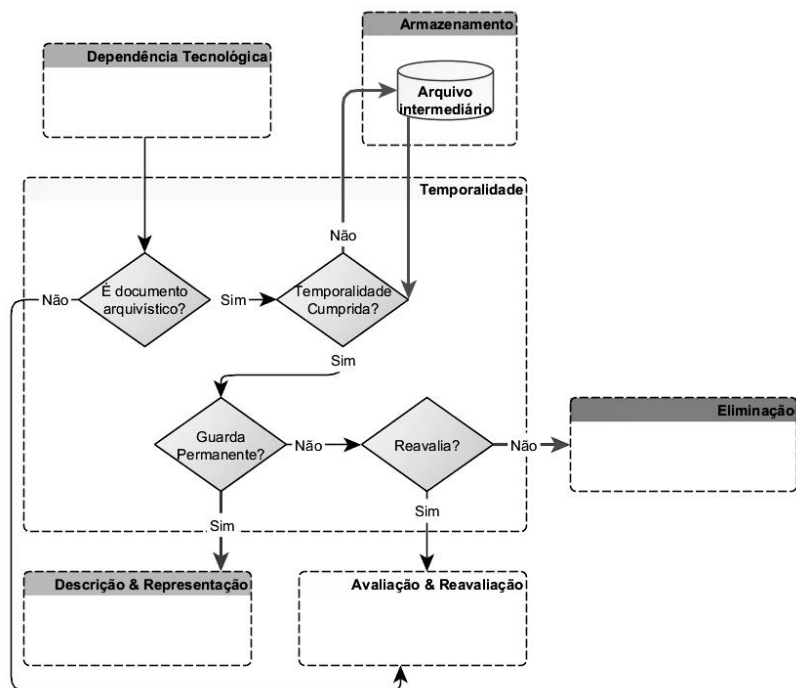 Armazenamento
Dependência Tecnológica
Arquivo
intermediário
Temporalidade
Não
É documento
arquivístico?
Não
Sim
Temporalidade
Cumprida?
Sim
Guarda
Permanente?
Não
Reavalia?
Não
Eliminação
Sim
Sim
Descrição & Representação
Avaliação & Reavaliação